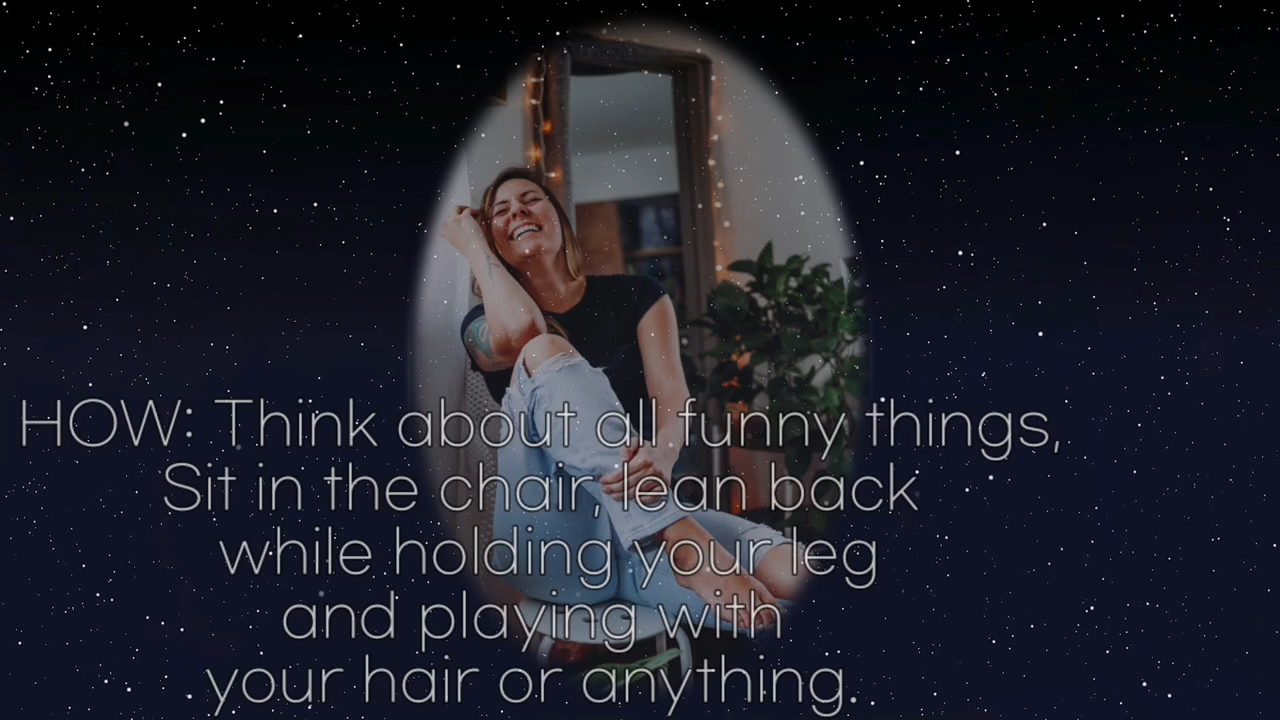 HOW: Think about all funny things,
Sit in the chair, lean back
while holding your leg
and playing with
your hair or anything.